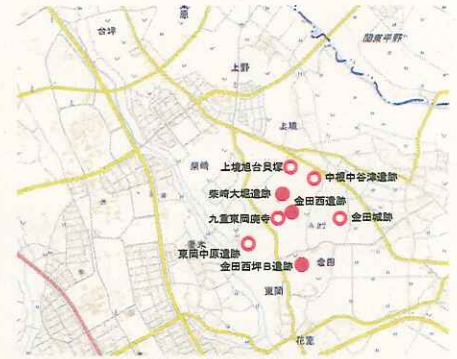 台坪
関東平野
上野
上境
柴崎
上境旭台貝塚
中根中谷津遺跡
柴崎大堀遺跡
金田西遺跡
九重東岡廃寺
金田城跡
東岡中原遺跡
金田西坪B遺跡
金田
東岡
花室